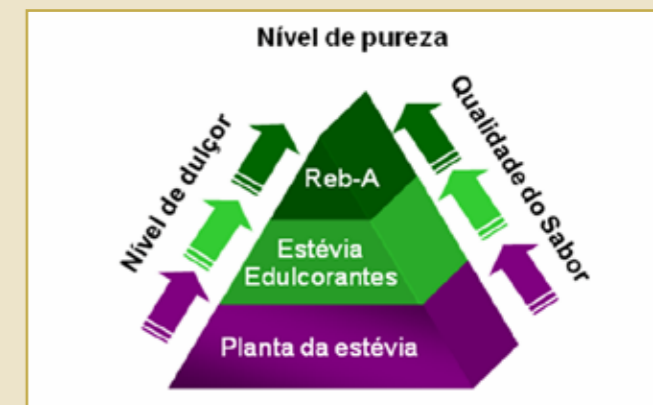 Nível de pureza
Nível de dulçor
Qualidade do Sabor
Reb-A
Estévia
Edulcorantes
Planta da estévia